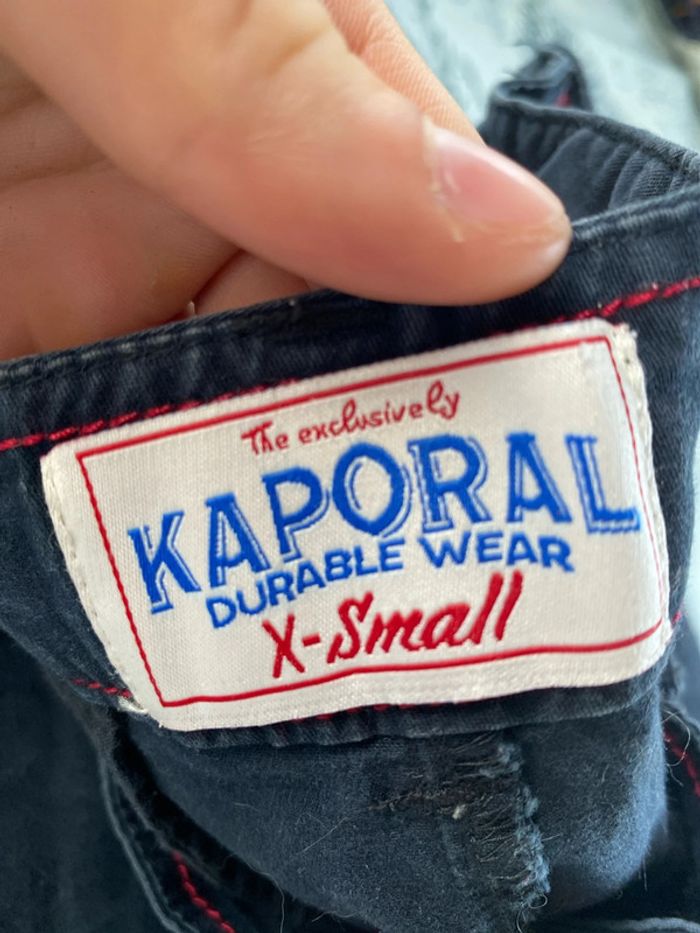 The exclusively
KAPORAL
DURABLE WEAR
X-Small